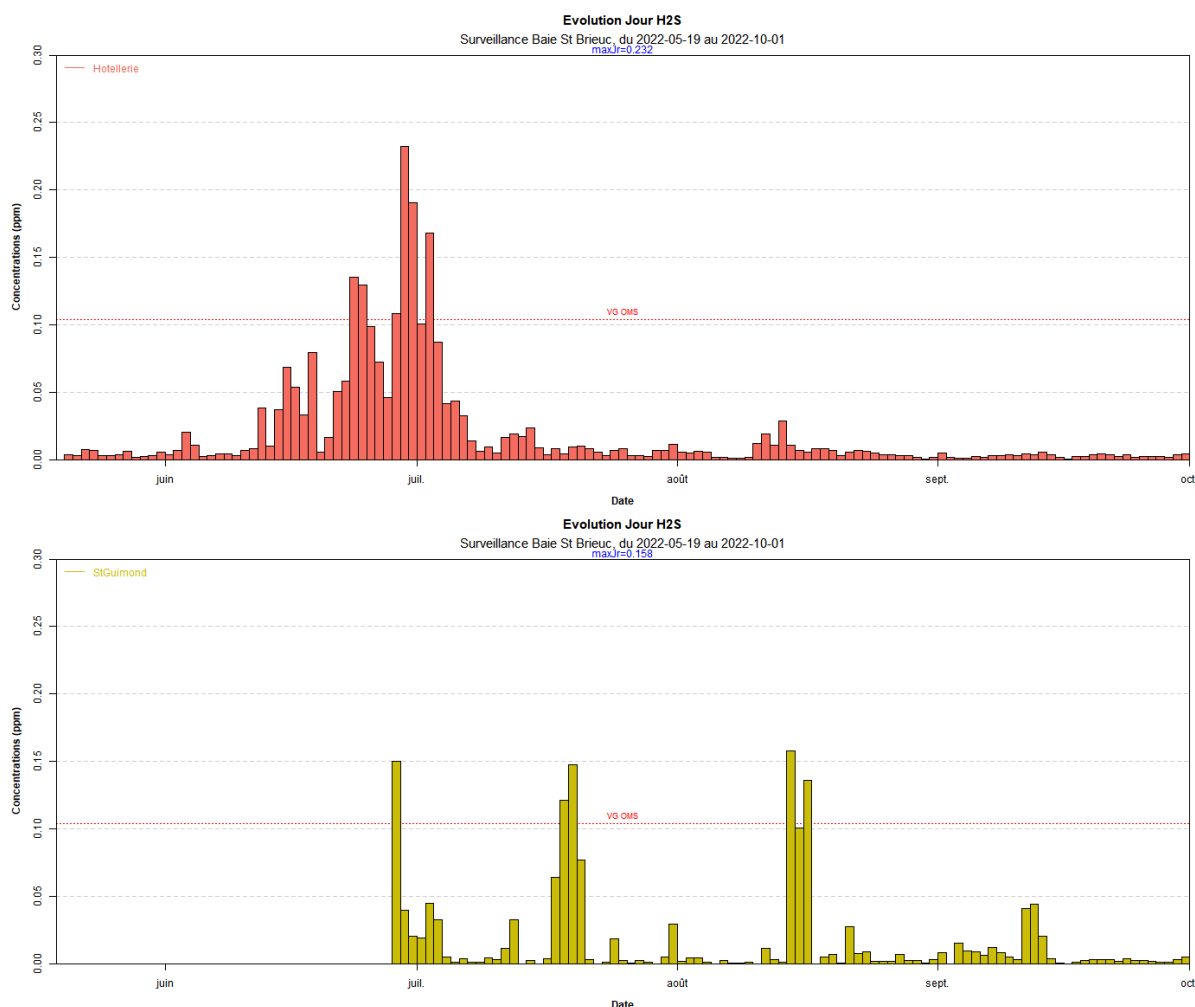 Evolution Jour H2S
Surveillance Baie St Brieuc, du 2022-05-19 au 2022-10-01
maxJr=0.232
Hotellerie
0.30
0.25
0.20
0.15
0.10
0.05
0.00
Concentrations (ppm)
VG OMS
juin juil. août sept. oct
Date
Evolution Jour H2S
Surveillance Baie St Brieuc, du 2022-05-19 au 2022-10-01
maxJr=0.158
StGuimond
0.30
0.25
0.20
0.15
0.10
0.05
0.00
Concentrations (ppm)
VG OMS
juin juil. août sept. oct
Date